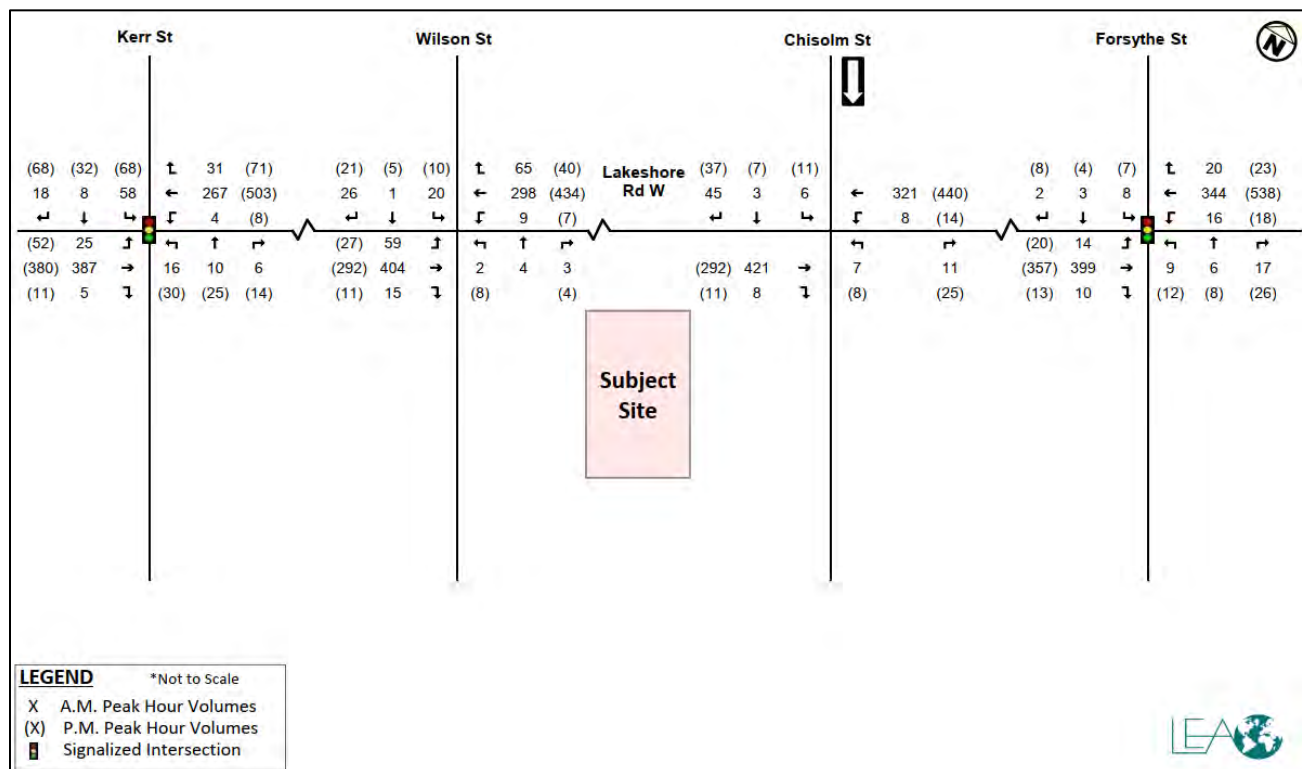 Kerr St Wilson St Chisolm St Forsythe St N
(68) (32) (68) 31 (71) (21) (5) (10) 65 (40) Lakeshore (37) (7) (11) (8) (4) (7) 20 (23)
18 8 58 267 (503) 26 1 20 298 (434) Rd W 45 3 6 321 (440) 2 3 8 344 (538)
4 (8) 9 (7) 8 (14) 16 (18)
(52) 25 (27) 59 (20) 14
(380) 387 16 10 6 (292) 404 2 4 3 (292) 421 7 11 (357) 399 9 6 17
(11) 5 (30) (25) (14) (11) 15 (8) (4) (11) 8 (8) (25) (13) 10 (12) (8) (26)
Subject
Site
LEGEND *Not to Scale
X A.M. Peak Hour Volumes
(X) P.M. Peak Hour Volumes
Signalized Intersection
LEA